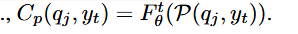 ., C_p(q_j, y_t) = F_θ^t(𝒫(q_j, y_t)).